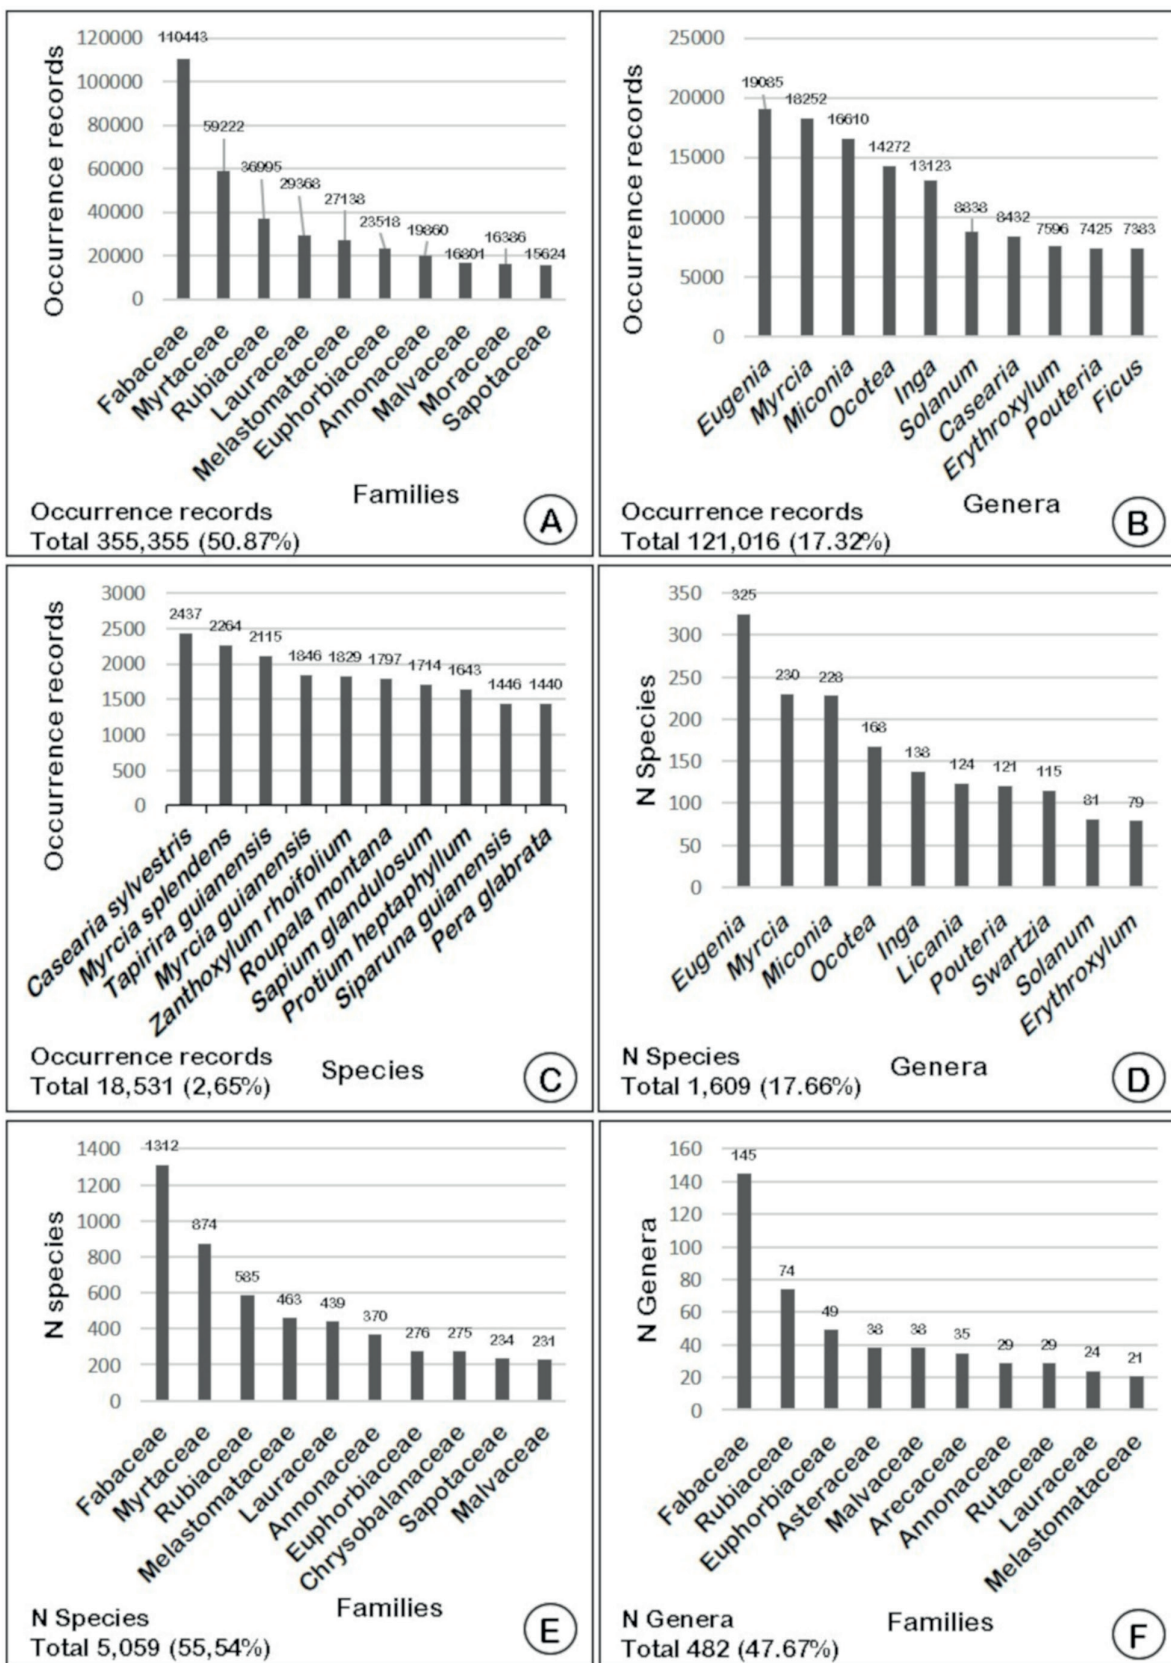 Occurrence records
120000
100000
80000
60000
40000
20000
0
110443
59222
36995
29368
27138
23518
19860
16801
16386
15624
Fabaceae
Myrtaceae
Rubiaceae
Lauraceae
Melastomataceae
Euphorbiaceae
Annonaceae
Malvaceae
Moraceae
Sapotaceae
Families
Occurrence records
Total 355,355 (50.87%)
A
Occurrence records
25000
20000
15000
10000
5000
0
19085
18252
16610
14272
13123
8838
8432
7596
7425
7383
Eugenia
Myrcia
Miconia
Ocotea
Inga
Solanum
Casearia
Erythroxylum
Pouteria
Ficus
Genera
Occurrence records
Total 121,016 (17.32%)
B
Occurrence records
3000
2500
2000
1500
1000
500
0
2437
2264
2115
1846
1829
1797
1714
1643
1446
1440
Casearia sylvestris
Myrcia splendens
Tapirira guianensis
Myrcia guianensis
Zanthoxylum rhoifolium
Roupala montana
Sapium glandulosum
Protium heptaphyllum
Siparuna guianensis
Pera glabrata
Species
Occurrence records
Total 18,531 (2,65%)
C
N Species
350
300
250
200
150
100
50
0
325
230
228
168
138
124
121
115
81
79
Eugenia
Myrcia
Miconia
Ocotea
Inga
Licania
Pouteria
Swartzia
Solanum
Erythroxylum
Genera
N Species
Total 1,609 (17.66%)
D
N species
1400
1200
1000
800
600
400
200
0
1312
874
585
463
439
370
276
275
234
231
Fabaceae
Myrtaceae
Rubiaceae
Melastomataceae
Lauraceae
Annonaceae
Euphorbiaceae
Chrysobalanaceae
Sapotaceae
Malvaceae
Families
N Species
Total 5,059 (55,54%)
E
N Genera
160
140
120
100
80
60
40
20
0
145
74
49
38
38
35
29
29
24
21
Fabaceae
Rubiaceae
Euphorbiaceae
Asteraceae
Malvaceae
Arecaceae
Annonaceae
Rutaceae
Lauraceae
Melastomataceae
Families
N Genera
Total 482 (47.67%)
F